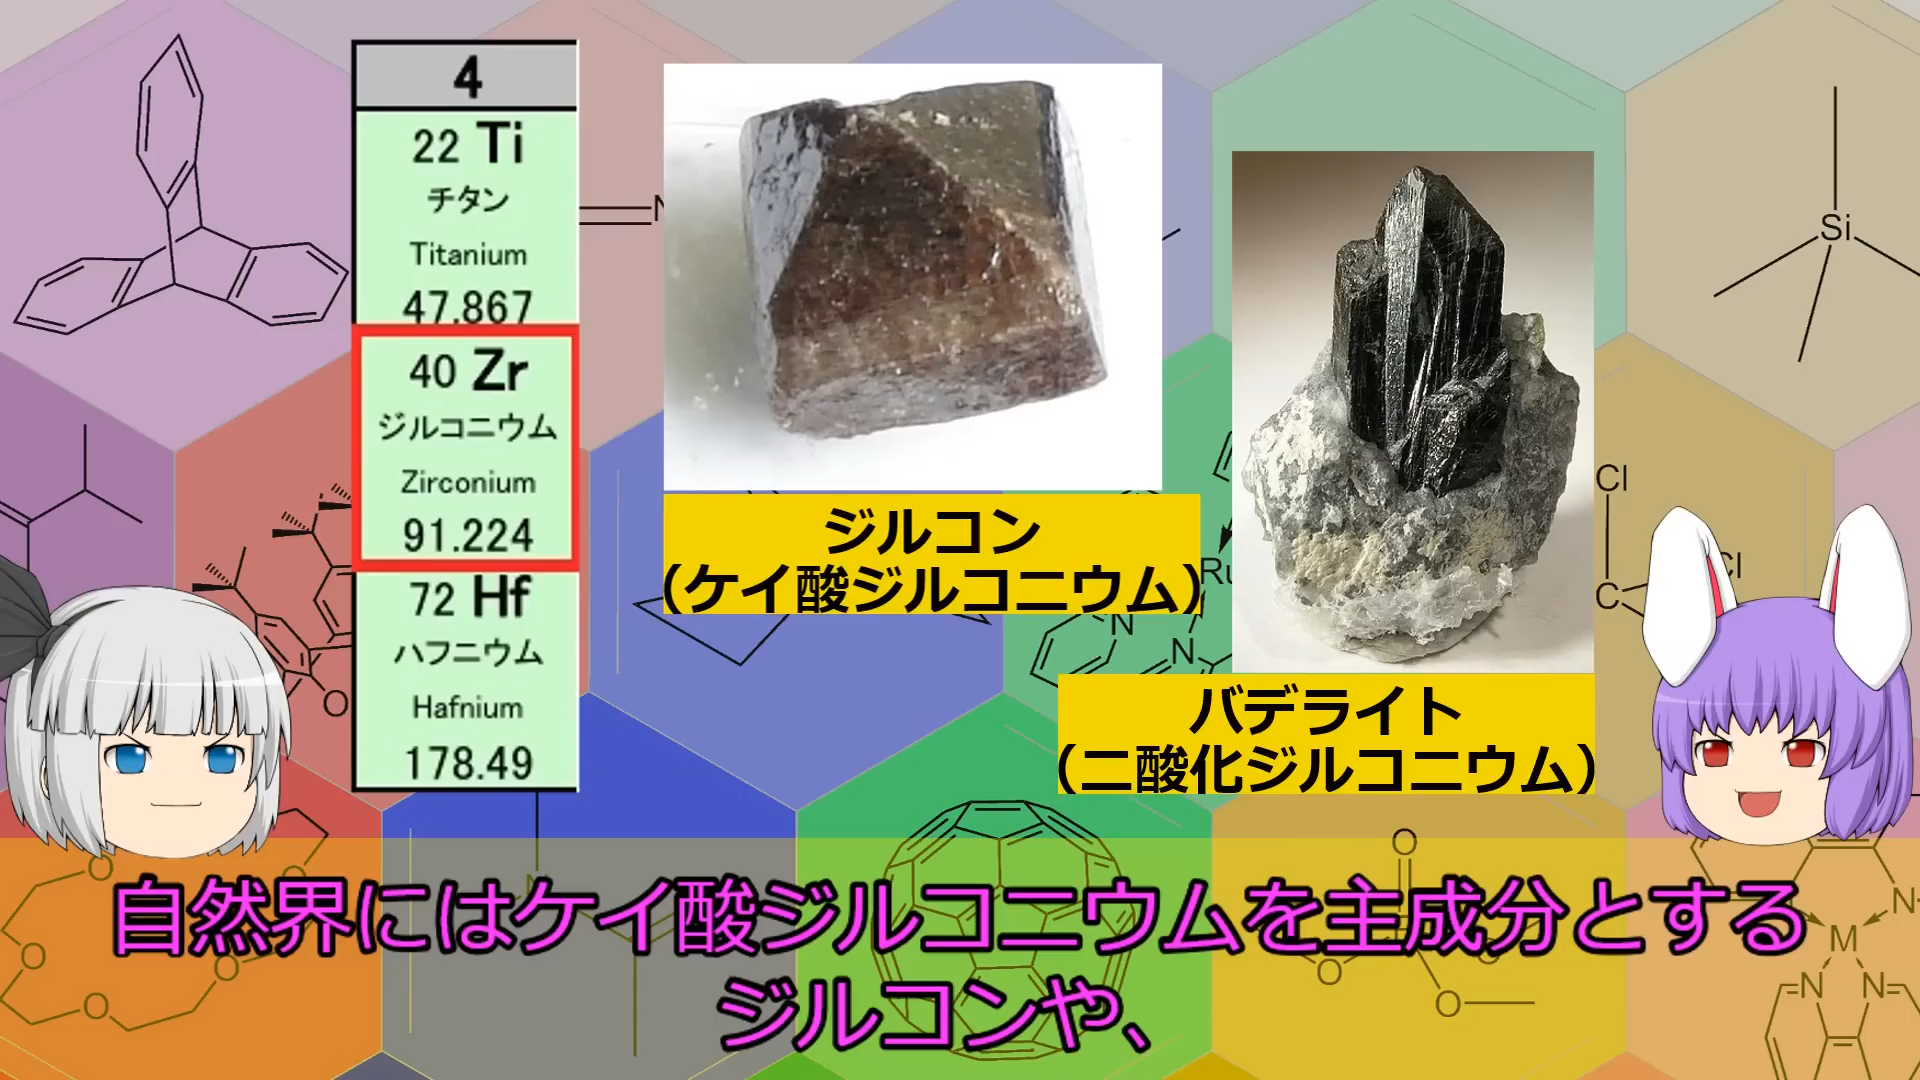 4
22 Ti
チタン
Titanium
47.867
40 Zr
ジルコニウム
Zirconium
91.224
72 Hf
ハフニウム
Hafnium
178.49
ジルコン
（ケイ酸ジルコニウム）
バデライト
（二酸化ジルコニウム）
Si
Cl
Cl
C
Ru
N
N
N
O
O
O
O
O
O
O
O
N
M
N
N
自然界にはケイ酸ジルコニウムを主成分とする
ジルコンや、